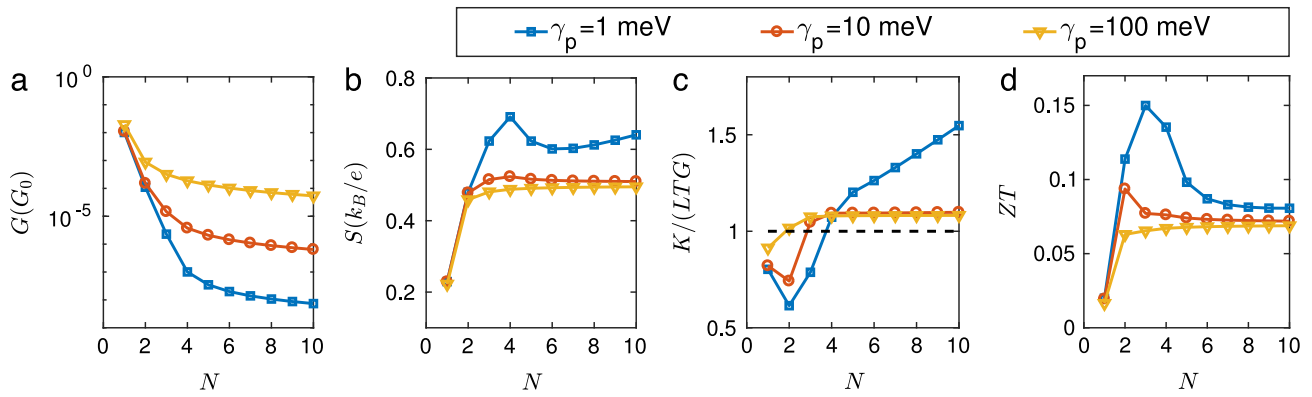 γp=1 meV γp=10 meV γp=100 meV
a b c d
10^0
10^-5
G(G0)
0 2 4 6 8 10
N
0.8
0.6
0.4
0.2
S(kB/e)
0 2 4 6 8 10
N
1.5
1
0.5
K/(LTG)
0 2 4 6 8 10
N
0.15
0.1
0.05
0
ZT
0 2 4 6 8 10
N